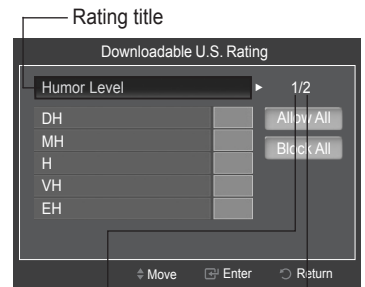 Rating title
Downloadable U.S. Rating
Humor Level ► 1/2
DH Allow All
MH Block All
H
VH
EH
Move Enter Return